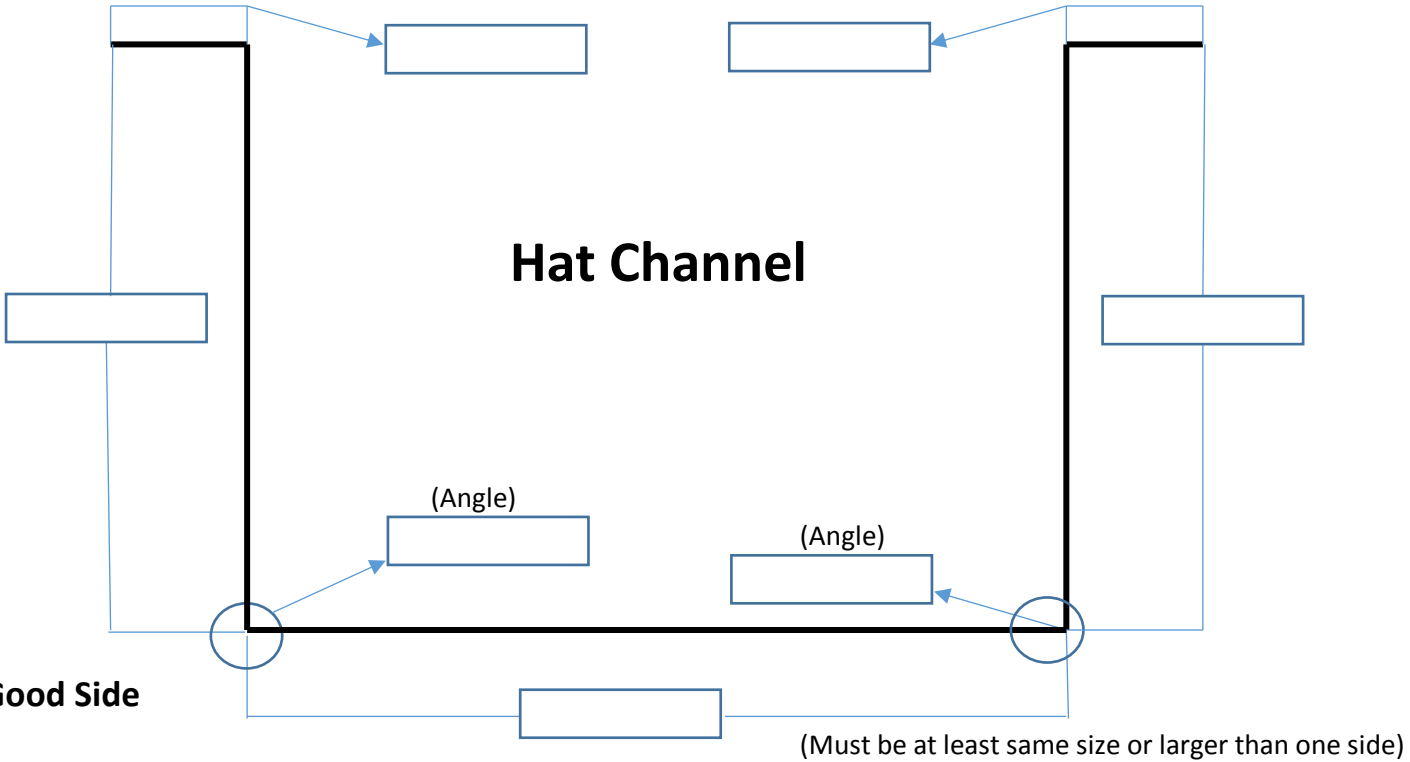 Hat Channel
(Angle)
(Angle)
Good Side
(Must be at least same size or larger than one side)